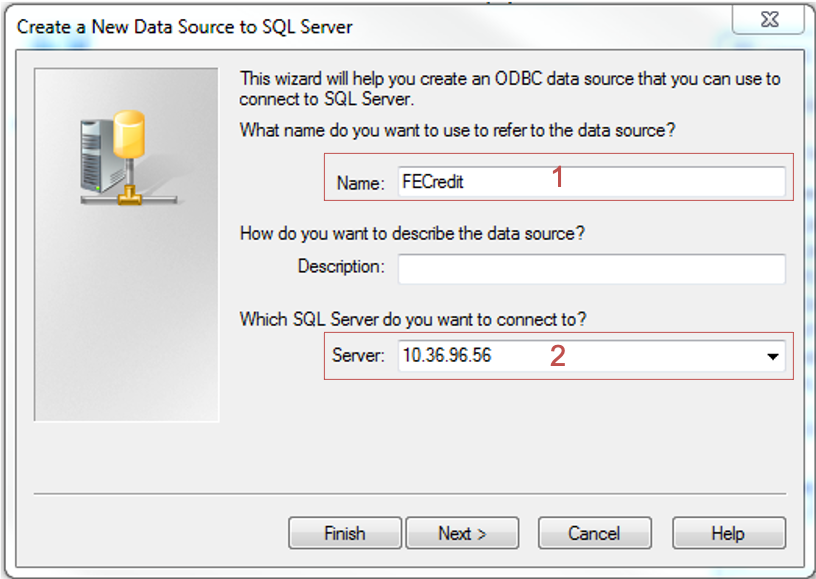 Create a New Data Source to SQL Server
This wizard will help you create an ODBC data source that you can use to
connect to SQL Server.
What name do you want to use to refer to the data source?
Name: FECredit 1
How do you want to describe the data source?
Description:
Which SQL Server do you want to connect to?
Server: 10.36.96.56 2
Finish Next > Cancel Help